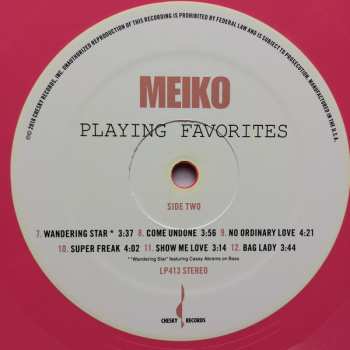 UNAUTHORIZED REPRODUCTION OF THIS RECORDING IS PROHIBITED BY FEDERAL LAW AND IS SUBJECT TO PROSECUTION. MANUFACTURED IN THE U.S.A.
℗© 2018 CHESKY RECORDS, INC.
MEIKO
PLAYING FAVORITES
SIDE TWO
7. WANDERING STAR * 3:37 8. COME UNDONE 3:56 9. NO ORDINARY LOVE 4:21
10. SUPER FREAK 4:02 11. SHOW ME LOVE 3:14 12. BAG LADY 3:44
* "Wandering Star" featuring Casey Abrams on Bass
LP413 STEREO
CHESKY RECORDS